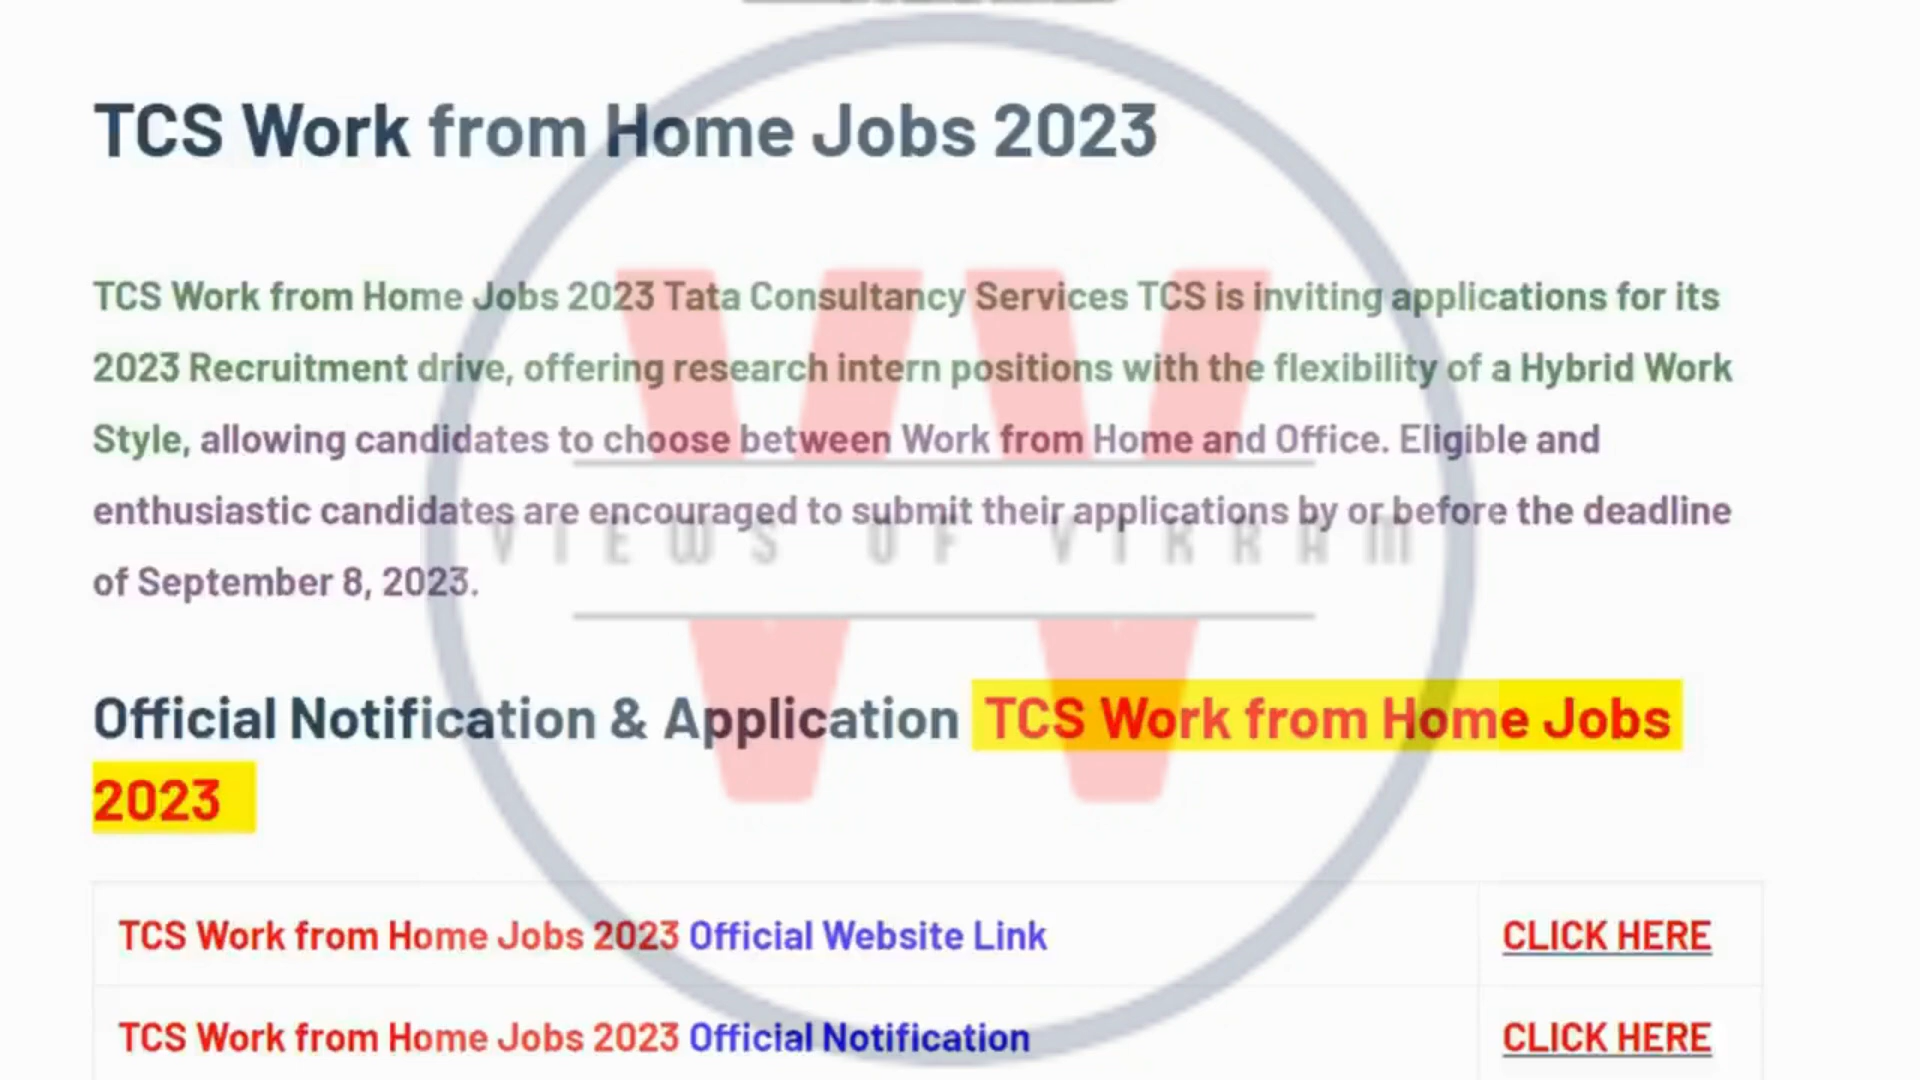 TCS Work from Home Jobs 2023
TCS Work from Home Jobs 2023 Tata Consultancy Services TCS is inviting applications for its
2023 Recruitment drive, offering research intern positions with the flexibility of a Hybrid Work
Style, allowing candidates to choose between Work from Home and Office. Eligible and
enthusiastic candidates are encouraged to submit their applications by or before the deadline
VIEWS OF VIKRAM
of September 8, 2023.
Official Notification & Application TCS Work from Home Jobs
2023
TCS Work from Home Jobs 2023 Official Website Link CLICK HERE
TCS Work from Home Jobs 2023 Official Notification CLICK HERE